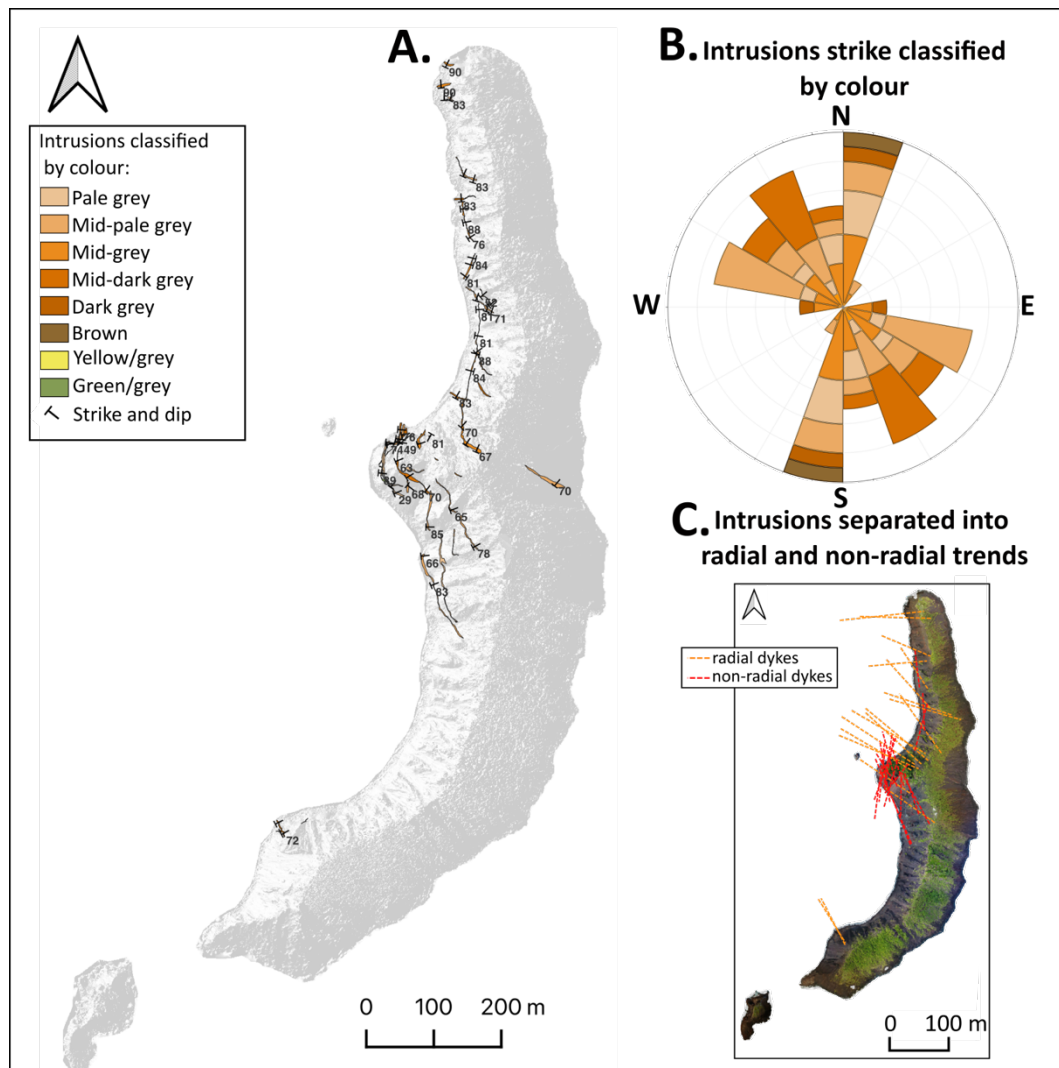 A.
Intrusions classified
by colour:
Pale grey
Mid-pale grey
Mid-grey
Mid-dark grey
Dark grey
Brown
Yellow/grey
Green/grey
Strike and dip
90
90
83
83
83
88
76
84
81
71
81
88
84
83
70
67
81
70
63
68
70
29
65
85
78
66
83
72
0 100 200 m
B. Intrusions strike classified
by colour
N
W E
S
C. Intrusions separated into
radial and non-radial trends
radial dykes
non-radial dykes
0 100 m